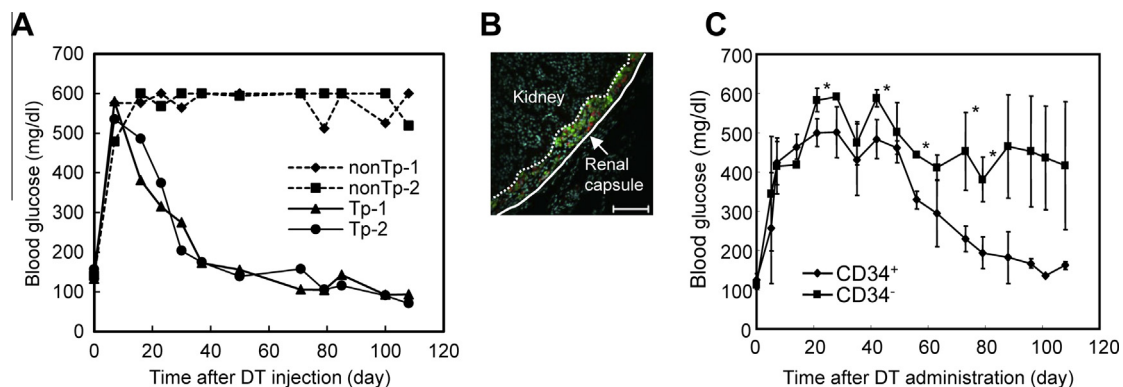 A
700
600
500
400
300
200
100
0
0 20 40 60 80 100 120
Blood glucose (mg/dl)
Time after DT injection (day)
nonTp-1
nonTp-2
Tp-1
Tp-2
B
Kidney
Renal
capsule
C
700
600
500
400
300
200
100
0
0 20 40 60 80 100 120
Blood glucose (mg/dl)
Time after DT administration (day)
* * * * *
CD34+
CD34-